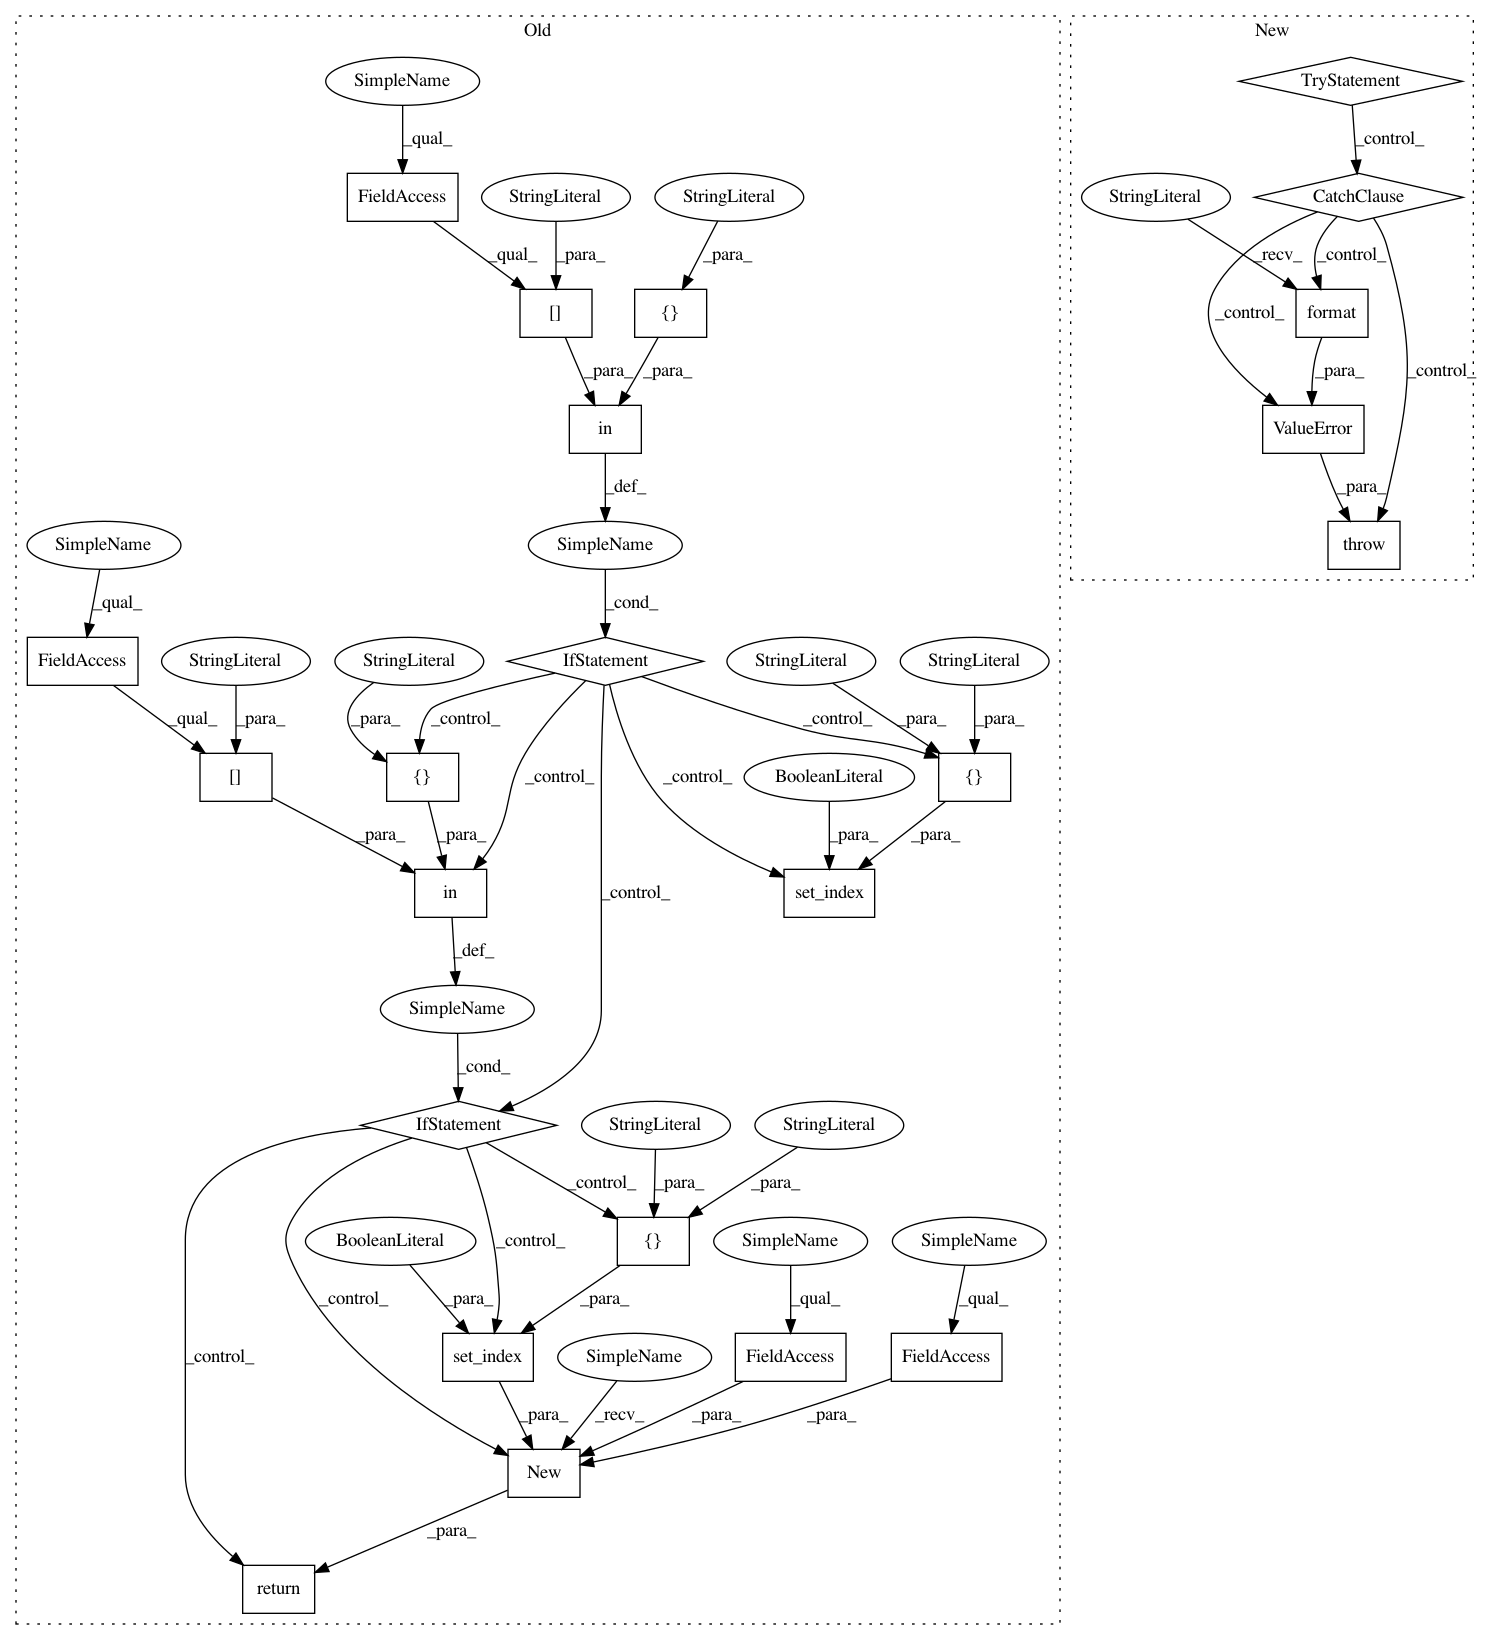 Old
New
SimpleName
TryStatement
_qual_
_control_
FieldAccess
StringLiteral
StringLiteral
StringLiteral
CatchClause
_qual_
_para_
_para_
_recv_
_control_
[]
{}
_control_
format
_para_
_para_
_para_
_control_
in
ValueError
_def_
_para_
SimpleName
SimpleName
throw
_qual_
_cond_
FieldAccess
StringLiteral
StringLiteral
IfStatement
StringLiteral
StringLiteral
_qual_
_para_
_para_
_control_
_control_
_para_
_para_
[]
{}
_control_
_control_
BooleanLiteral
{}
_para_
_para_
_para_
_para_
in
_control_
set_index
_def_
SimpleName
_cond_
IfStatement
StringLiteral
StringLiteral
_control_
_para_
_para_
BooleanLiteral
_control_
{}
SimpleName
SimpleName
_control_
_para_
_para_
_qual_
_qual_
_control_
set_index
SimpleName
FieldAccess
FieldAccess
_para_
_recv_
_para_
_para_
New
_para_
return